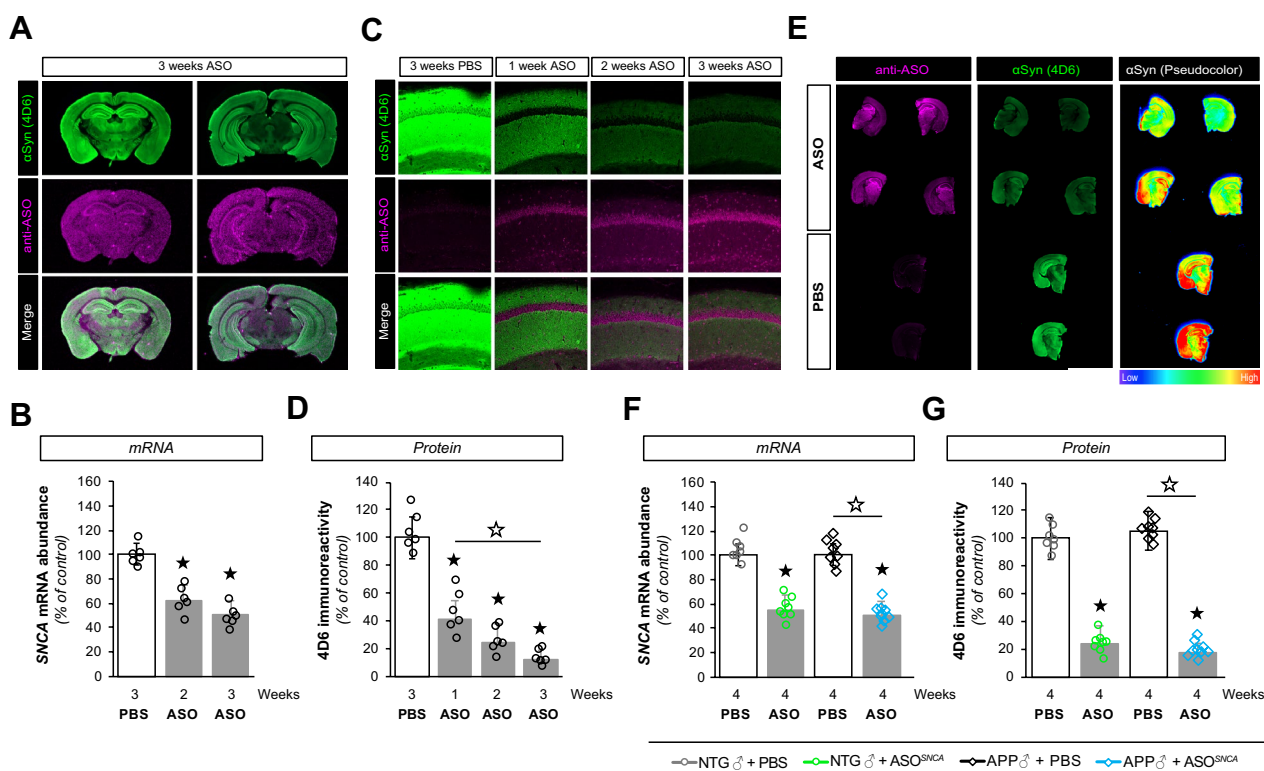 A
3 weeks ASO
αSyn (4D6)
anti-ASO
Merge
C
3 weeks PBS
1 week ASO
2 weeks ASO
3 weeks ASO
αSyn (4D6)
anti-ASO
Merge
E
anti-ASO
αSyn (4D6)
αSyn (Pseudocolor)
ASO
PBS
Low
High
B
mRNA
SNCA mRNA abundance
(% of control)
160
140
120
100
80
60
40
20
0
3
2
3
Weeks
PBS
ASO
ASO
D
Protein
4D6 immunoreactivity
(% of control)
140
120
100
80
60
40
20
0
3
1
2
3
Weeks
PBS
ASO
ASO
ASO
F
mRNA
SNCA mRNA abundance
(% of control)
160
140
120
100
80
60
40
20
0
4
4
4
4
Weeks
PBS
ASO
PBS
ASO
G
Protein
4D6 immunoreactivity
(% of control)
140
120
100
80
60
40
20
0
4
4
4
4
Weeks
PBS
ASO
PBS
ASO
NTG ♂ + PBS
NTG ♂ + ASOSNCA
APP♂ + PBS
APP♂ + ASOSNCA